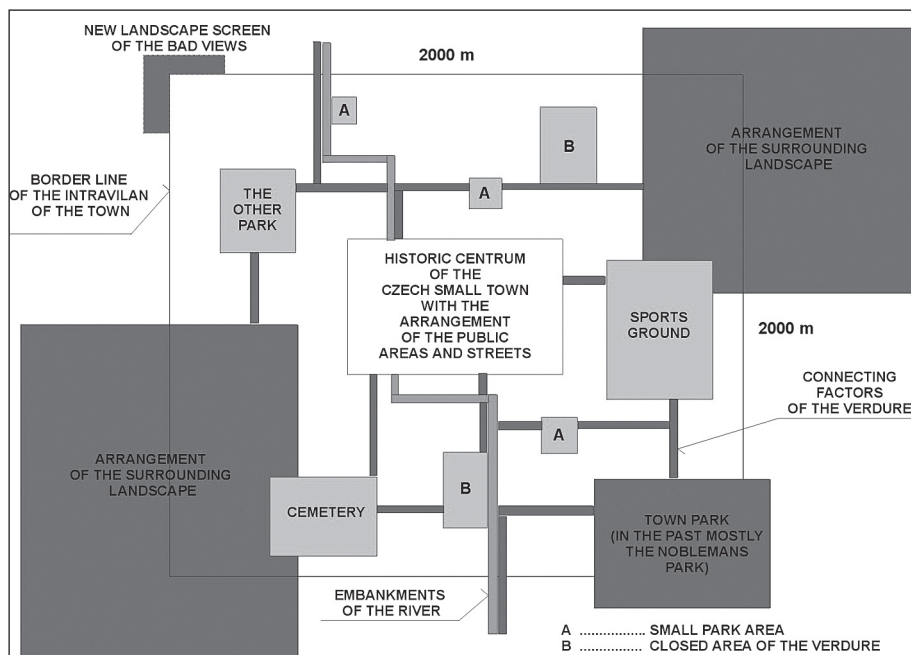 NEW LANDSCAPE SCREEN
OF THE BAD VIEWS
2000 m
A
B
ARRANGEMENT
OF THE SURROUNDING
LANDSCAPE
BORDER LINE
OF THE INTRAVILAN
OF THE TOWN
THE
OTHER
PARK
A
HISTORIC CENTRUM
OF THE
CZECH SMALL TOWN
WITH THE
ARRANGEMENT
OF THE PUBLIC
AREAS AND STREETS
SPORTS
GROUND
2000 m
CONNECTING
FACTORS
OF THE VERDURE
A
ARRANGEMENT
OF THE SURROUNDING
LANDSCAPE
B
CEMETERY
TOWN PARK
(IN THE PAST MOSTLY
THE NOBLEMANS
PARK)
EMBANKMENTS
OF THE RIVER
A .................. SMALL PARK AREA
B .................. CLOSED AREA OF THE VERDURE